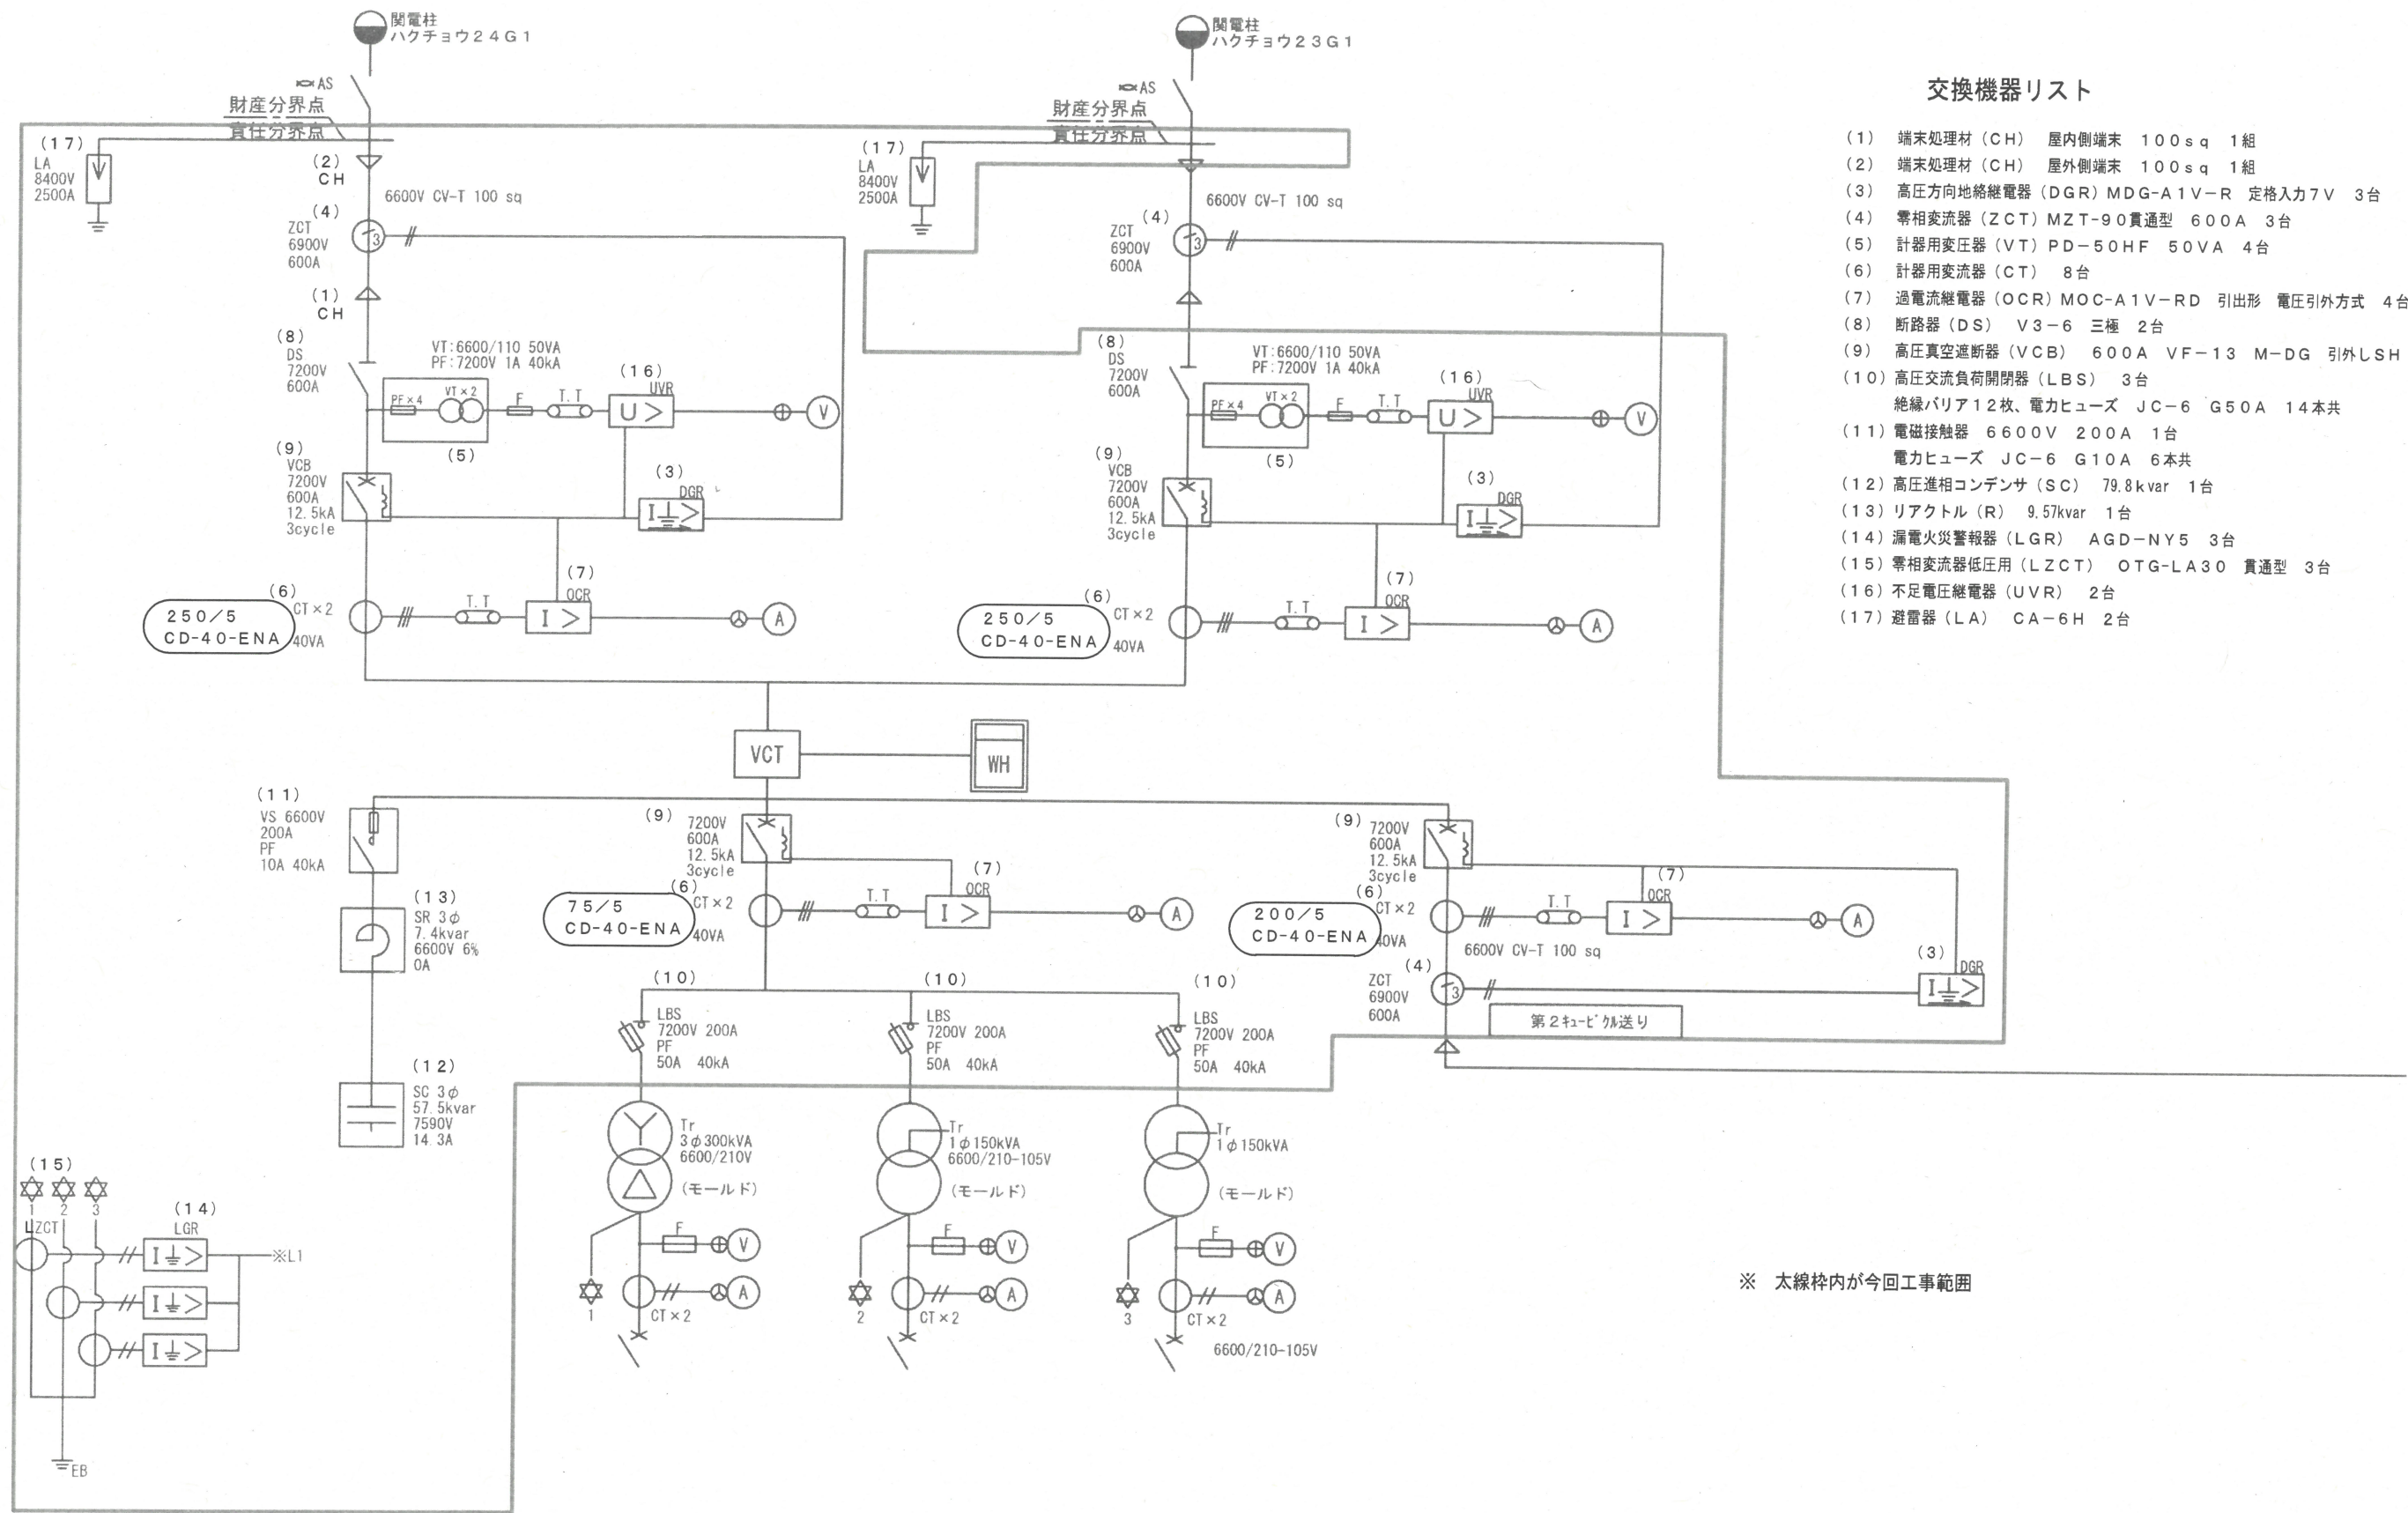 関電柱
ハクチョウ24G1
AS
財産分界点
責任分界点
(17)
LA
8400V
2500A
(2)
CH
6600V CV-T 100 sq
(4)
ZCT
6900V
600A
3
(1)
CH
(8)
DS
7200V
600A
VT:6600/110 50VA
PF:7200V 1A 40kA
PF×4
VT×2
(5)
F
T.T
(16)
UVR
U >
V
(9)
VCB
7200V
600A
12.5kA
3cycle
(3)
DGR
I >
(7)
OCR
I >
(6)
CT×2
40VA
250/5
CD-40-ENA
T.T
A
関電柱
ハクチョウ23G1
AS
財産分界点
責任分界点
(17)
LA
8400V
2500A
6600V CV-T 100 sq
(4)
ZCT
6900V
600A
3
(8)
DS
7200V
600A
VT:6600/110 50VA
PF:7200V 1A 40kA
PF×4
VT×2
(5)
F
T.T
(16)
UVR
U >
V
(9)
VCB
7200V
600A
12.5kA
3cycle
(3)
DGR
I >
(7)
OCR
I >
(6)
CT×2
40VA
250/5
CD-40-ENA
T.T
A
VCT
WH
(11)
VS 6600V
200A
PF
10A 40kA
(13)
SR 3φ
7.4kvar
6600V 6%
0A
(12)
SC 3φ
57.5kvar
7590V
14.3A
(9)
7200V
600A
12.5kA
3cycle
(6)
CT×2
40VA
75/5
CD-40-ENA
T.T
(7)
OCR
I >
A
(9)
7200V
600A
12.5kA
3cycle
(6)
CT×2
40VA
200/5
CD-40-ENA
T.T
(7)
OCR
I >
A
6600V CV-T 100 sq
(4)
ZCT
6900V
600A
3
(3)
DGR
I >
第2キュービクル送り
(10)
LBS
7200V 200A
PF
50A 40kA
(10)
LBS
7200V 200A
PF
50A 40kA
(10)
LBS
7200V 200A
PF
50A 40kA
Tr
3φ300kVA
6600/210V
(モールド)
F
V
A
CT×2
1
Tr
1φ150kVA
6600/210-105V
(モールド)
F
V
A
CT×2
2
Tr
1φ150kVA
(モールド)
F
V
A
CT×2
3
6600/210-105V
(15)
1 2 3
LZCT
(14)
LGR
I >
I >
I >
※L1
EB
交換機器リスト
(1) 端末処理材(CH) 屋内側端末 100sq 1組
(2) 端末処理材(CH) 屋外側端末 100sq 1組
(3) 高圧方向地絡継電器(DGR)MDG-A1V-R 定格入力7V 3台
(4) 零相変流器(ZCT)MZT-90貫通型 600A 3台
(5) 計器用変圧器(VT)PD-50HF 50VA 4台
(6) 計器用変流器(CT) 8台
(7) 過電流継電器(OCR)MOC-A1V-RD 引出形 電圧引外方式 4台
(8) 断路器(DS) V3-6 三極 2台
(9) 高圧真空遮断器(VCB) 600A VF-13 M-DG 引外しSH
(10)高圧交流負荷開閉器(LBS) 3台
絶縁バリア12枚、電力ヒューズ JC-6 G50A 14本共
(11)電磁接触器 6600V 200A 1台
電力ヒューズ JC-6 G10A 6本共
(12)高圧進相コンデンサ(SC) 79.8kvar 1台
(13)リアクトル(R) 9.57kvar 1台
(14)漏電火災警報器(LGR) AGD-NY5 3台
(15)零相変流器低圧用(LZCT) OTG-LA30 貫通型 3台
(16)不足電圧継電器(UVR) 2台
(17)避雷器(LA) CA-6H 2台
※ 太線枠内が今回工事範囲